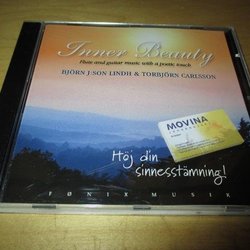 Inner Beauty
Flute and guitar music with a poetic touch
BJÖRN J:SON LINDH & TORBJÖRN CARLSSON
MOVINA
Höj din
sinnesstämning!
FØNIX MUSIK